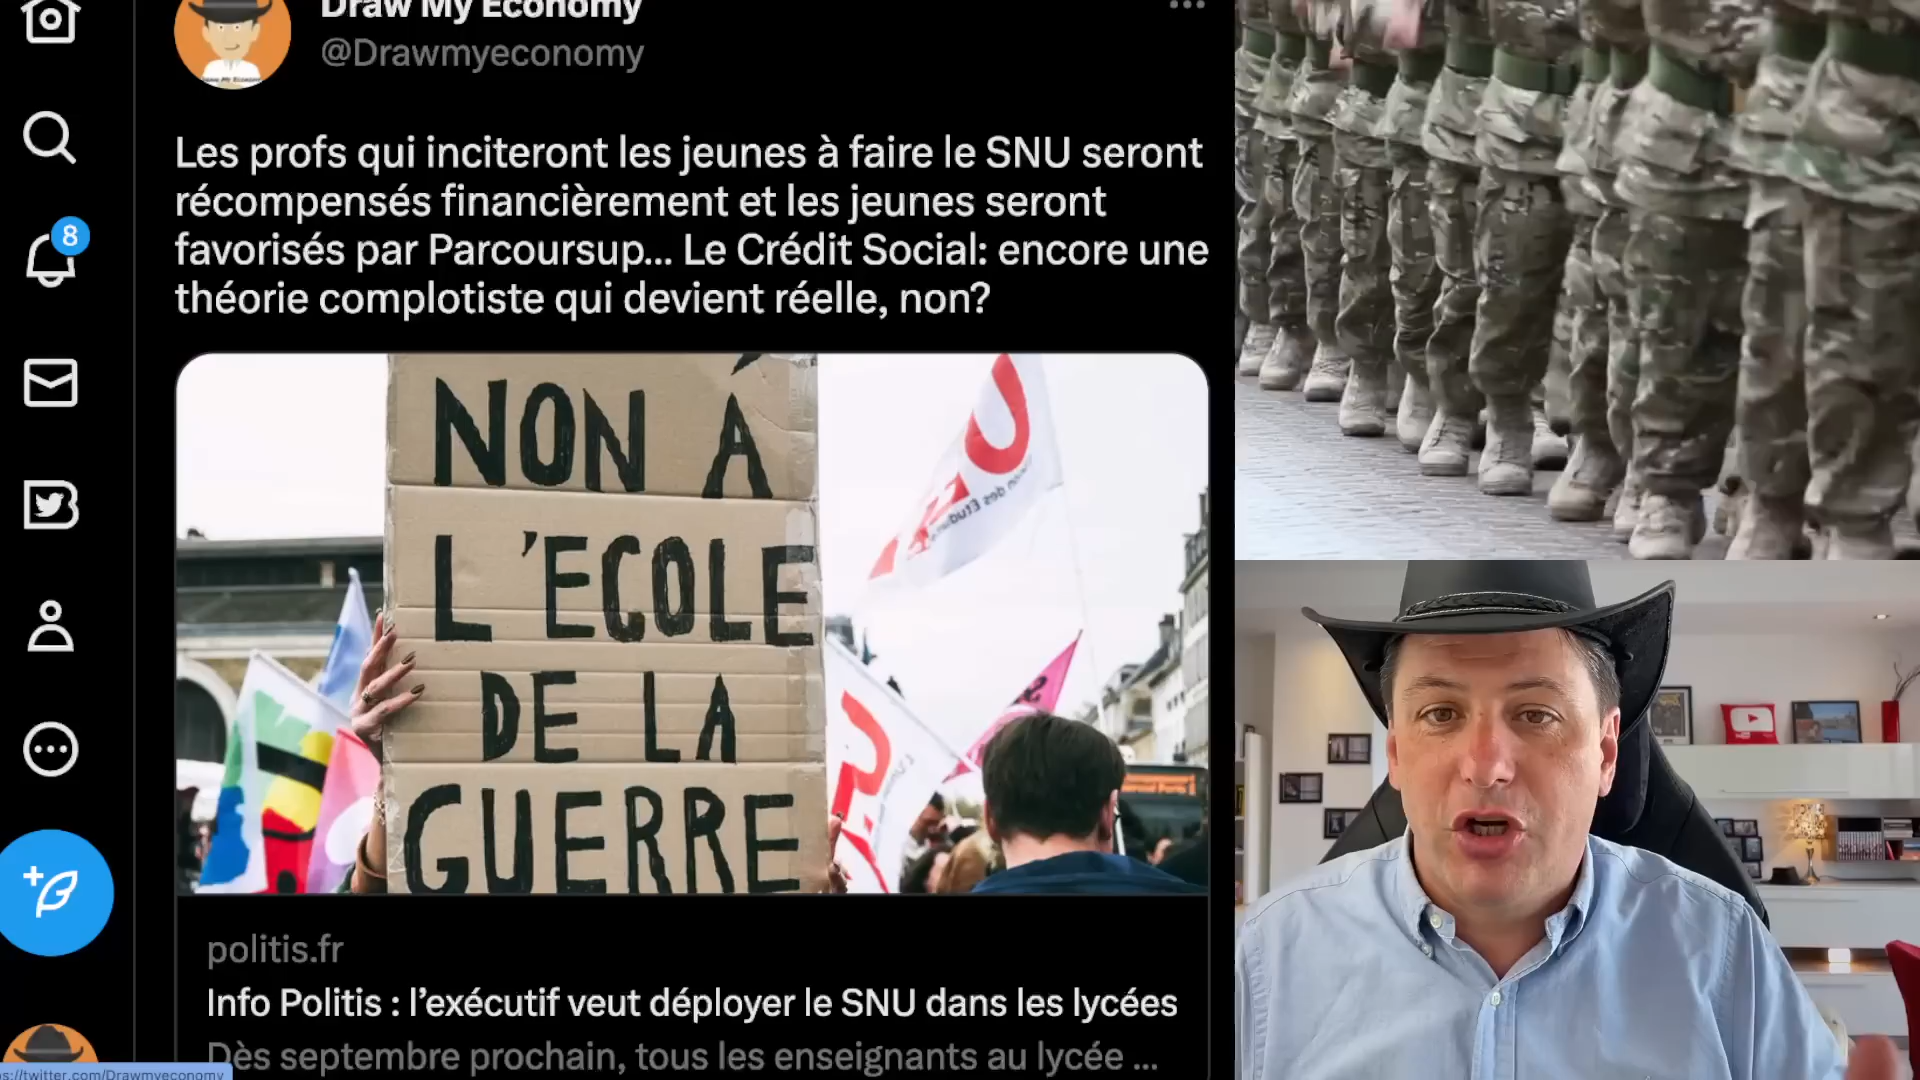 Draw My Economy
@Drawmyeconomy
8
Les profs qui inciteront les jeunes à faire le SNU seront
récompensés financièrement et les jeunes seront
favorisés par Parcoursup... Le Crédit Social: encore une
théorie complotiste qui devient réelle, non?
NON À
L'ECOLE
DE LA
GUERRE
politis.fr
Info Politis : l'exécutif veut déployer le SNU dans les lycées
Dès septembre prochain, tous les enseignants au lycée ...
s://twitter.com/Drawmyeconomy